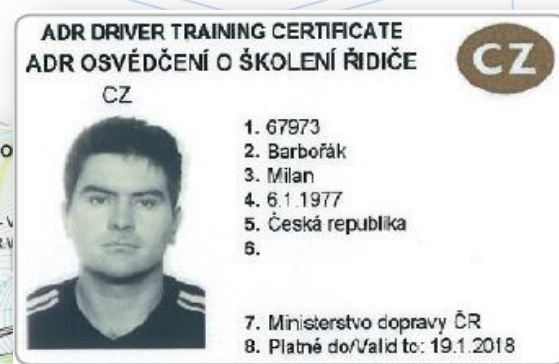 ADR DRIVER TRAINING CERTIFICATE
ADR OSVĚDČENÍ O ŠKOLENÍ ŘIDIČE
CZ
CZ
1. 67973
2. Barbořák
3. Milan
4. 6.1.1977
5. Česká republika
6.
7. Ministerstvo dopravy ČR
8. Platné do/Valid to: 19.1.2018